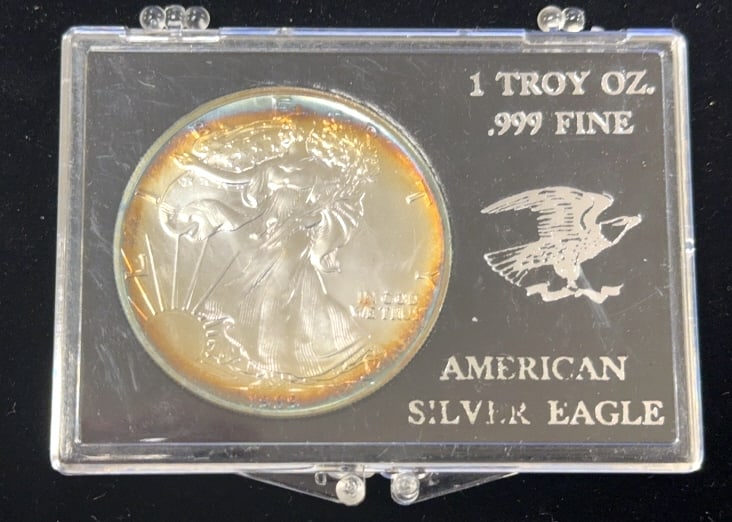 1 TROY OZ.
.999 FINE
AMERICAN
SILVER EAGLE
L I Y
IN GOD
WE TRUST